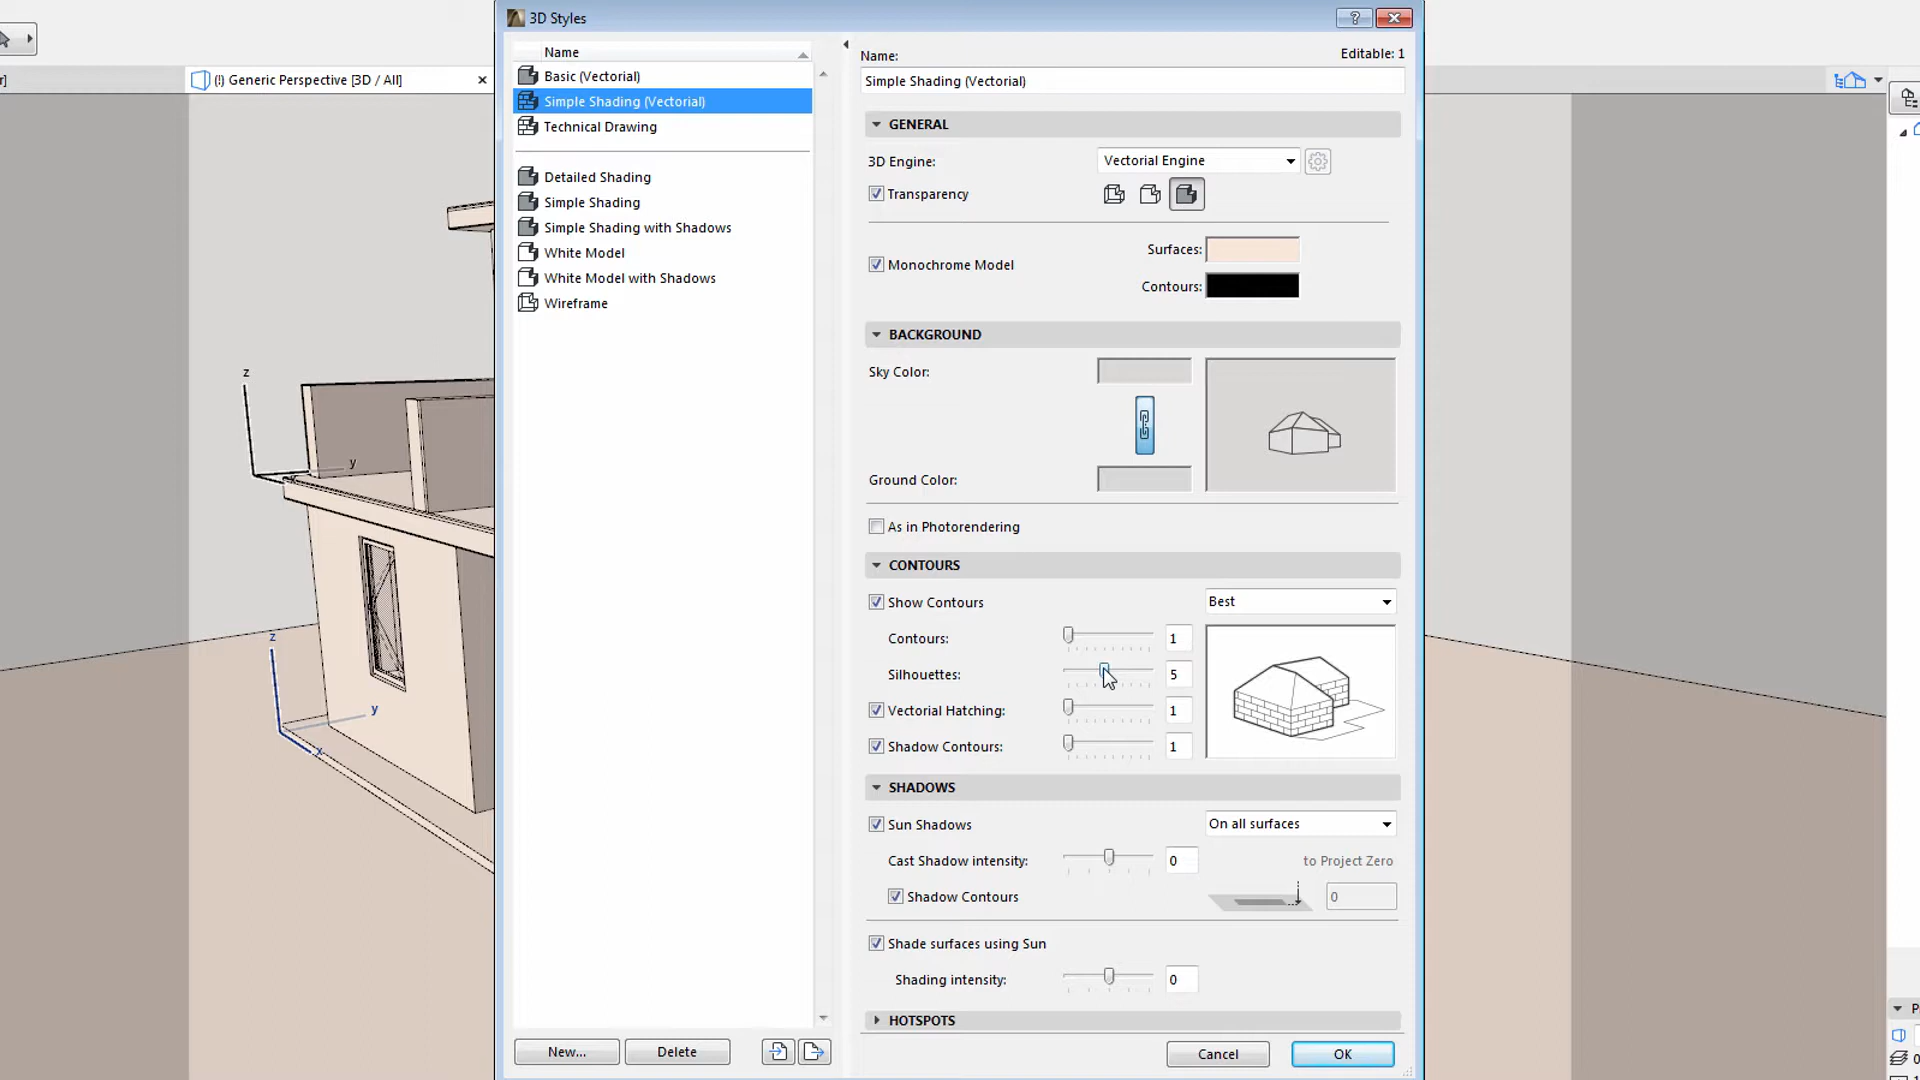 3D Styles
?
r]
(!) Generic Perspective [3D / All]
Name
Basic (Vectorial)
Simple Shading (Vectorial)
Technical Drawing
Detailed Shading
Simple Shading
Simple Shading with Shadows
White Model
White Model with Shadows
Wireframe
New...
Delete
Name:
Editable: 1
Simple Shading (Vectorial)
GENERAL
3D Engine:
Vectorial Engine
Transparency
Surfaces:
Monochrome Model
Contours:
BACKGROUND
Sky Color:
Ground Color:
As in Photorendering
CONTOURS
Show Contours
Best
Contours:
1
Silhouettes:
5
Vectorial Hatching:
1
Shadow Contours:
1
SHADOWS
Sun Shadows
On all surfaces
Cast Shadow intensity:
0
to Project Zero
Shadow Contours
0
Shade surfaces using Sun
Shading intensity:
0
HOTSPOTS
Cancel
OK
z
y
z
y
x
P
0